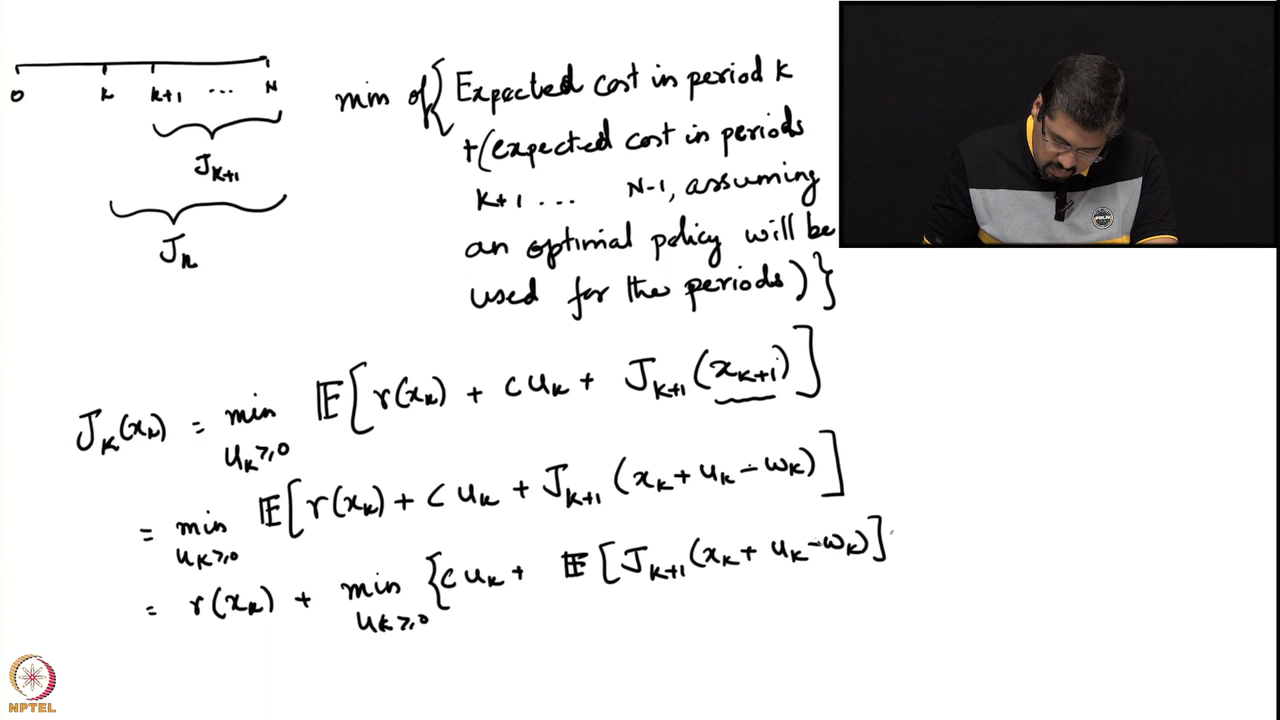 0 k k+1 ... N
J_{k+1}
J_k
min of { Expected cost in period k
+ (expected cost in periods
k+1 ... N-1, assuming
an optimal policy will be
used for the periods) }
J_k(x_k) = min_{u_k ≥ 0} 𝔼[ r(x_k) + c u_k + J_{k+1}(x_{k+1}) ]
= min_{u_k ≥ 0} 𝔼[ r(x_k) + c u_k + J_{k+1}(x_k + u_k - w_k) ]
= r(x_k) + min_{u_k ≥ 0} { c u_k + 𝔼[ J_{k+1}(x_k + u_k - w_k) ]
NPTEL